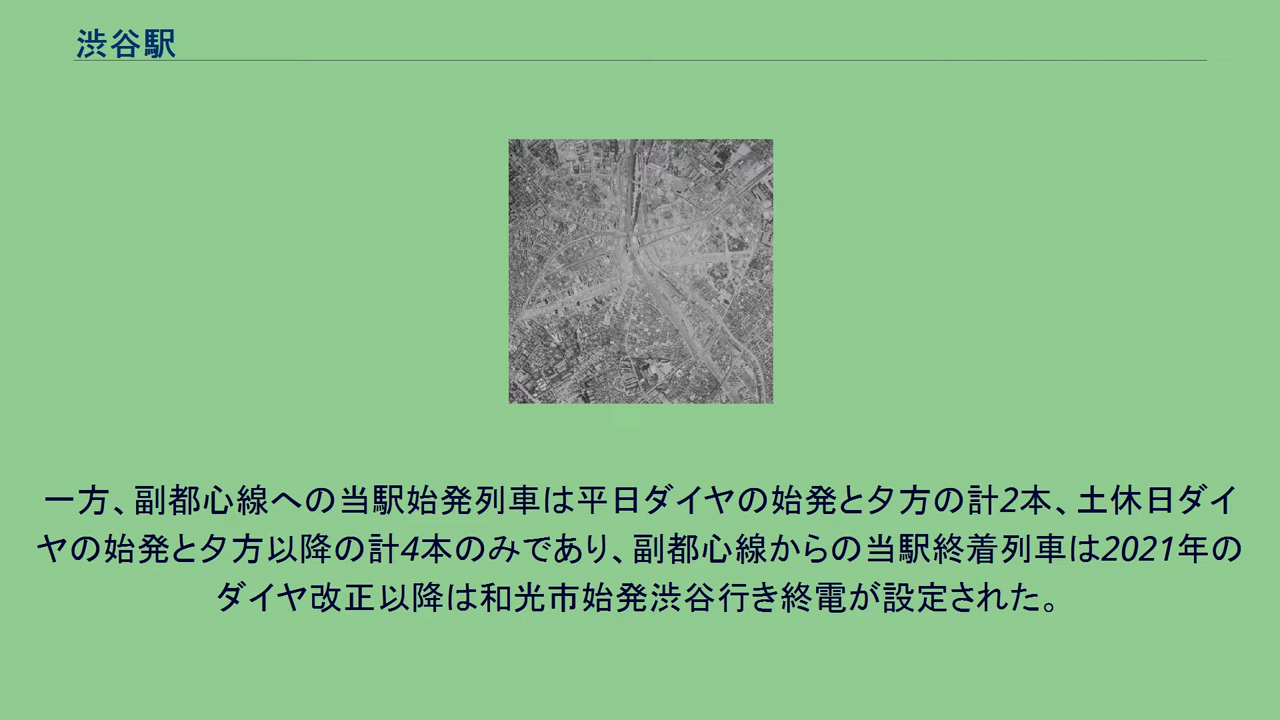 渋谷駅
一方、副都心線への当駅始発列車は平日ダイヤの始発と夕方の計2本、土休日ダイ
ヤの始発と夕方以降の計4本のみであり、副都心線からの当駅終着列車は2021年の
ダイヤ改正以降は和光市始発渋谷行き終電が設定された。